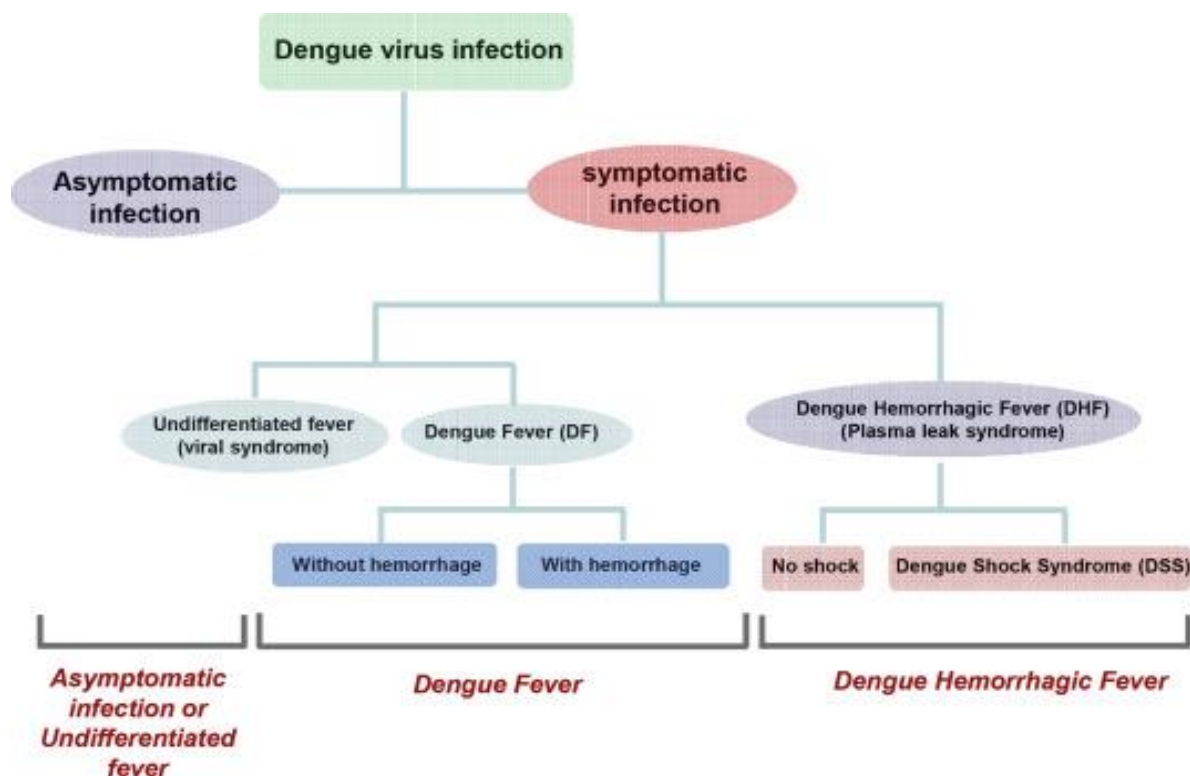 Dengue virus infection
Asymptomatic
infection
symptomatic
infection
Undifferentiated fever
(viral syndrome)
Dengue Fever (DF)
Dengue Hemorrhagic Fever (DHF)
(Plasma leak syndrome)
Without hemorrhage
With hemorrhage
No shock
Dengue Shock Syndrome (DSS)
Asymptomatic
infection or
Undifferentiated
fever
Dengue Fever
Dengue Hemorrhagic Fever